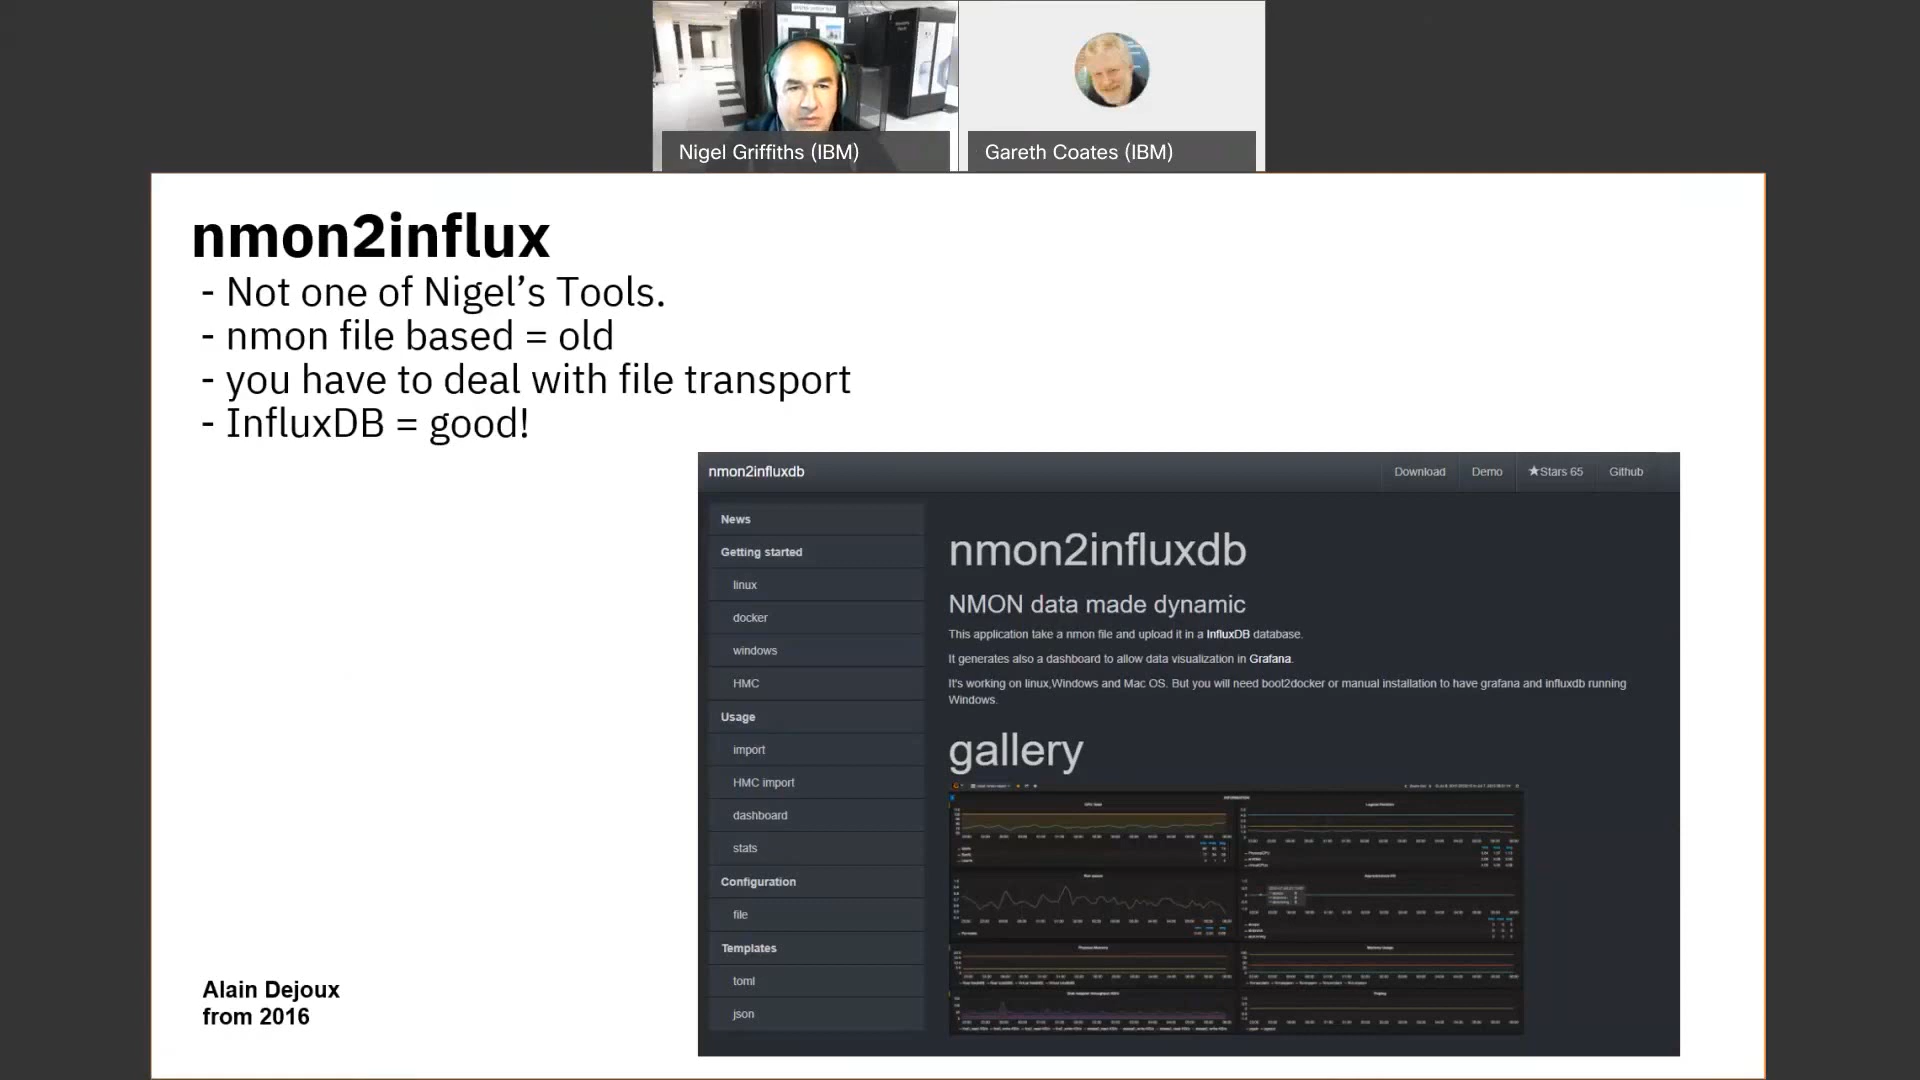 Nigel Griffiths (IBM)
Gareth Coates (IBM)
nmon2influx
- Not one of Nigel's Tools.
- nmon file based = old
- you have to deal with file transport
- InfluxDB = good!
nmon2influxdb
Download
Demo
★Stars 65
Github
News
Getting started
linux
docker
windows
HMC
Usage
import
HMC import
dashboard
stats
Configuration
file
Templates
toml
json
nmon2influxdb
NMON data made dynamic
This application take a nmon file and upload it in a InfluxDB database.
It generates also a dashboard to allow data visualization in Grafana.
It's working on linux,Windows and Mac OS. But you will need boot2docker or manual installation to have grafana and influxdb running
Windows.
gallery
Alain Dejoux
from 2016